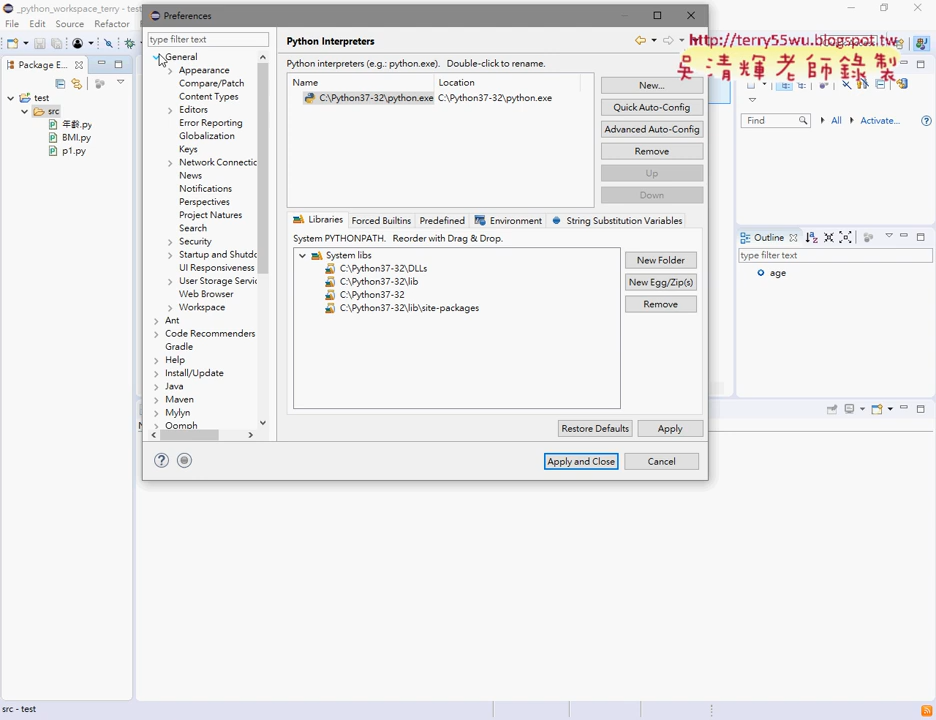 _python_workspace_terry - test
Preferences
File Edit Source Refactor
http://terry55wu.blogspot.tw
吳清輝老師錄製
Package E...
test
src
年齡.py
BMI.py
p1.py
type filter text
General
Appearance
Compare/Patch
Content Types
Editors
Error Reporting
Globalization
Keys
Network Connectic
News
Notifications
Perspectives
Project Natures
Search
Security
Startup and Shutdo
UI Responsiveness
User Storage Servic
Web Browser
Workspace
Ant
Code Recommenders
Gradle
Help
Install/Update
Java
Maven
Mylyn
Oomph
Python Interpreters
Python interpreters (e.g.: python.exe). Double-click to rename.
Name Location
C:\Python37-32\python.exe C:\Python37-32\python.exe
New...
Quick Auto-Config
Advanced Auto-Config
Remove
Up
Down
Libraries Forced Builtins Predefined Environment String Substitution Variables
System PYTHONPATH. Reorder with Drag & Drop.
System libs
C:\Python37-32\DLLs
C:\Python37-32\lib
C:\Python37-32
C:\Python37-32\lib\site-packages
New Folder
New Egg/Zip(s)
Remove
Restore Defaults Apply
Apply and Close Cancel
Find All Activate...
Outline
type filter text
age
src - test